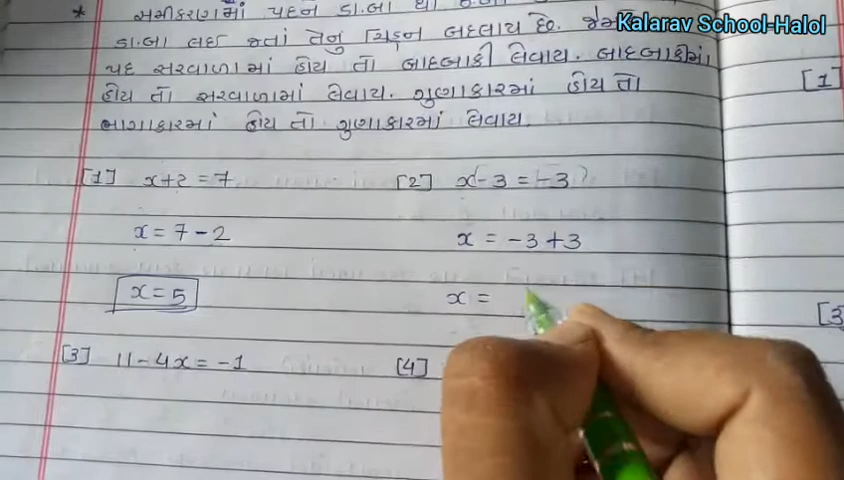 Kalarav School-Halol
* સમીકરણમાં પદને ડા.બા થી
ડા.બા લઈ જતાં તેનુ ચિહ્ન બદલાય છે.
પદ સરવાળામાં હોય તો બાદબાકી લેવાય. બાદબાકીમાં
હોય તો સરવાળામાં લેવાય. ગુણાકારમાં હોય તો
ભાગાકારમાં હોય તો ગુણાકારમાં લેવાય.
[1]
[1] x+2 = 7 [2] x-3 = -3
x = 7 - 2 x = -3 +3
x = 5 x =
[3
[3] 11 - 4x = -1 [4]